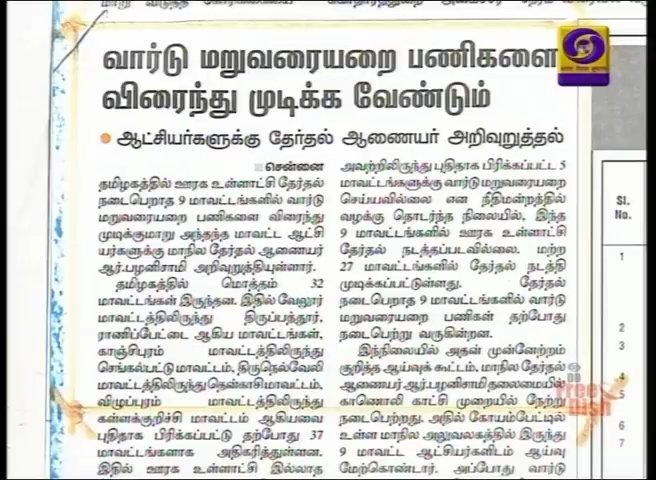 வார்டு மறுவரையறை பணிகளை
விரைந்து முடிக்க வேண்டும்
ஆட்சியர்களுக்கு தேர்தல் ஆணையர் அறிவுறுத்தல்
சென்னை
தமிழகத்தில் ஊரக உள்ளாட்சி தேர்தல்
நடைபெறாத 9 மாவட்டங்களில் வார்டு
மறுவரையறை பணிகளை விரைந்து
முடிக்குமாறு அந்தந்த மாவட்ட ஆட்சி
யர்களுக்கு மாநில தேர்தல் ஆணையர்
ஆர்.பழனிசாமி அறிவுறுத்தியுள்ளார்.
தமிழகத்தில் மொத்தம் 32
மாவட்டங்கள் இருந்தன. இதில் வேலூர்
மாவட்டத்திலிருந்து திருப்பத்தூர்,
ராணிப்பேட்டை ஆகிய மாவட்டங்கள்,
காஞ்சிபுரம் மாவட்டத்திலிருந்து
செங்கல்பட்டு மாவட்டம், திருநெல்வேலி
மாவட்டத்திலிருந்து தென்காசி மாவட்டம்,
விழுப்புரம் மாவட்டத்திலிருந்து
கள்ளக்குறிச்சி மாவட்டம் ஆகியவை
புதிதாக பிரிக்கப்பட்டு தற்போது 37
மாவட்டங்களாக அதிகரித்துள்ளன.
இதில் ஊரக உள்ளாட்சி இல்லாத
அவற்றிலிருந்து புதிதாக பிரிக்கப்பட்ட 5
மாவட்டங்களுக்கு வார்டு மறுவரையறை
செய்யவில்லை என நீதிமன்றத்தில்
வழக்கு தொடர்ந்த நிலையில், இந்த
9 மாவட்டங்களில் ஊரக உள்ளாட்சி
தேர்தல் நடத்தப்படவில்லை. மற்ற
27 மாவட்டங்களில் தேர்தல் நடத்தி
முடிக்கப்பட்டுள்ளது. தேர்தல்
நடைபெறாத 9 மாவட்டங்களில் வார்டு
மறுவரையறை பணிகள் தற்போது
நடைபெற்று வருகின்றன.
இந்நிலையில் அதன் முன்னேற்றம்
குறித்த ஆய்வுக் கூட்டம், மாநில தேர்தல்
ஆணையர் ஆர்.பழனிசாமி தலைமையில்
காணொலி காட்சி முறையில் நேற்று
நடைபெற்றது. அதில் கோயம்பேட்டில்
உள்ள மாநில அலுவலகத்தில் இருந்து
9 மாவட்ட ஆட்சியர்களிடம் ஆய்வு
மேற்கொண்டார். அப்போது வார்டு
Sl.
No.
1
2
3
4
5
6
7